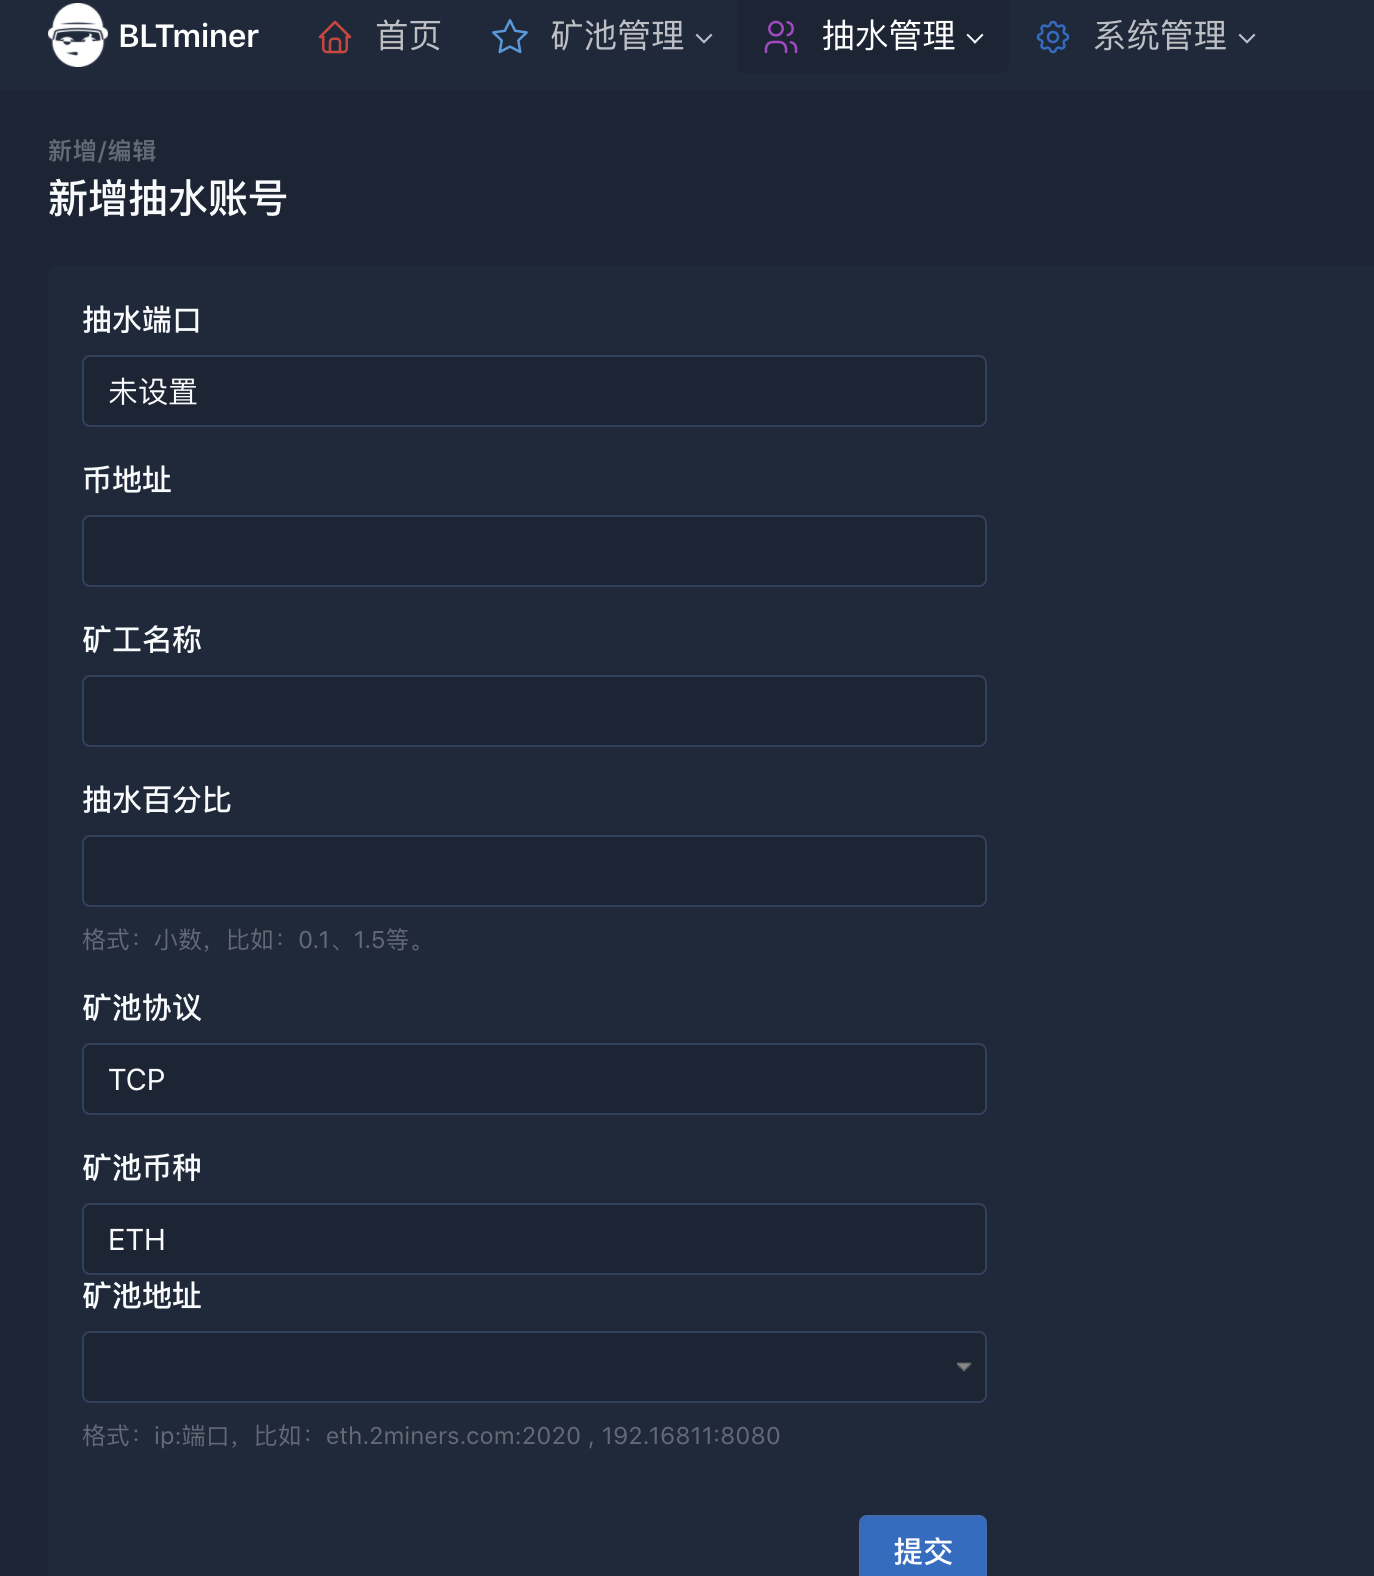 BLTminer 首页 矿池管理 抽水管理 系统管理
新增/编辑
新增抽水账号
抽水端口
未设置
币地址
矿工名称
抽水百分比
格式：小数，比如：0.1、1.5等。
矿池协议
TCP
矿池币种
ETH
矿池地址
格式：ip:端口，比如：eth.2miners.com:2020 , 192.16811:8080
提交